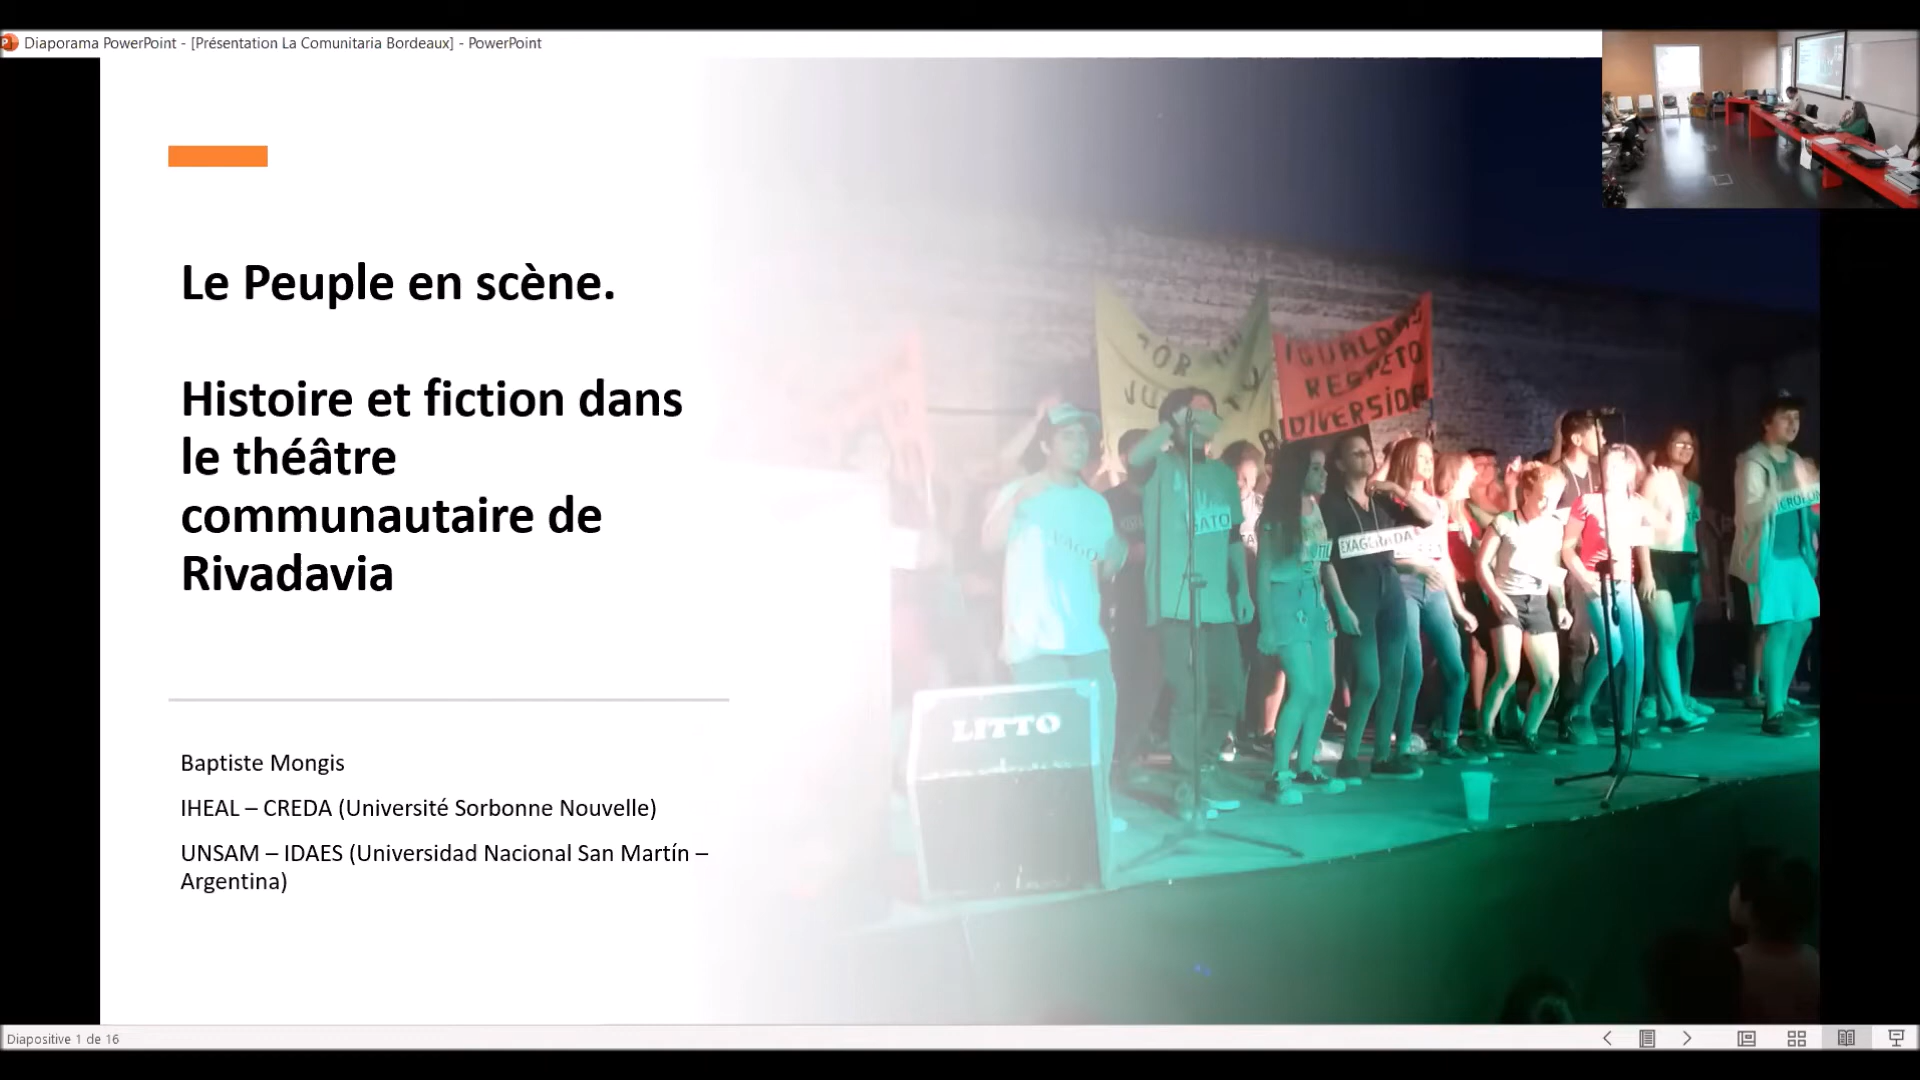 Diaporama PowerPoint - [Présentation La Comunitaria Bordeaux] - PowerPoint
Le Peuple en scène.
Histoire et fiction dans
le théâtre
communautaire de
Rivadavia
Baptiste Mongis
IHEAL – CREDA (Université Sorbonne Nouvelle)
UNSAM – IDAES (Universidad Nacional San Martín –
Argentina)
RESPETO
EXAGERADA
LITTO
Diapositive 1 de 16